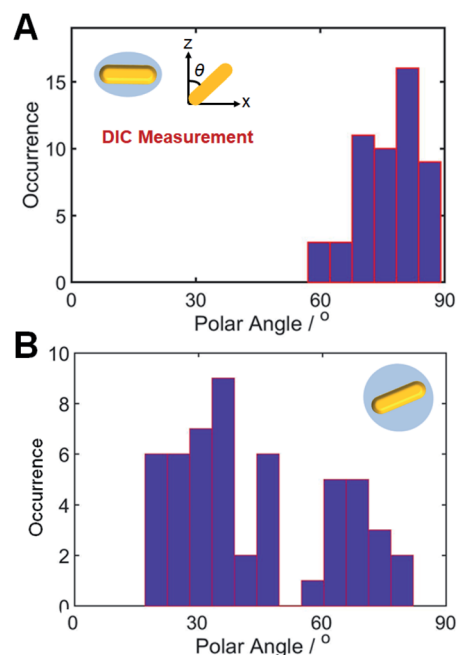 A
z
θ
x
DIC Measurement
Occurrence
15
10
5
0
0 30 60 90
Polar Angle / o
B
Occurrence
10
8
6
4
2
0
0 30 60 90
Polar Angle / o